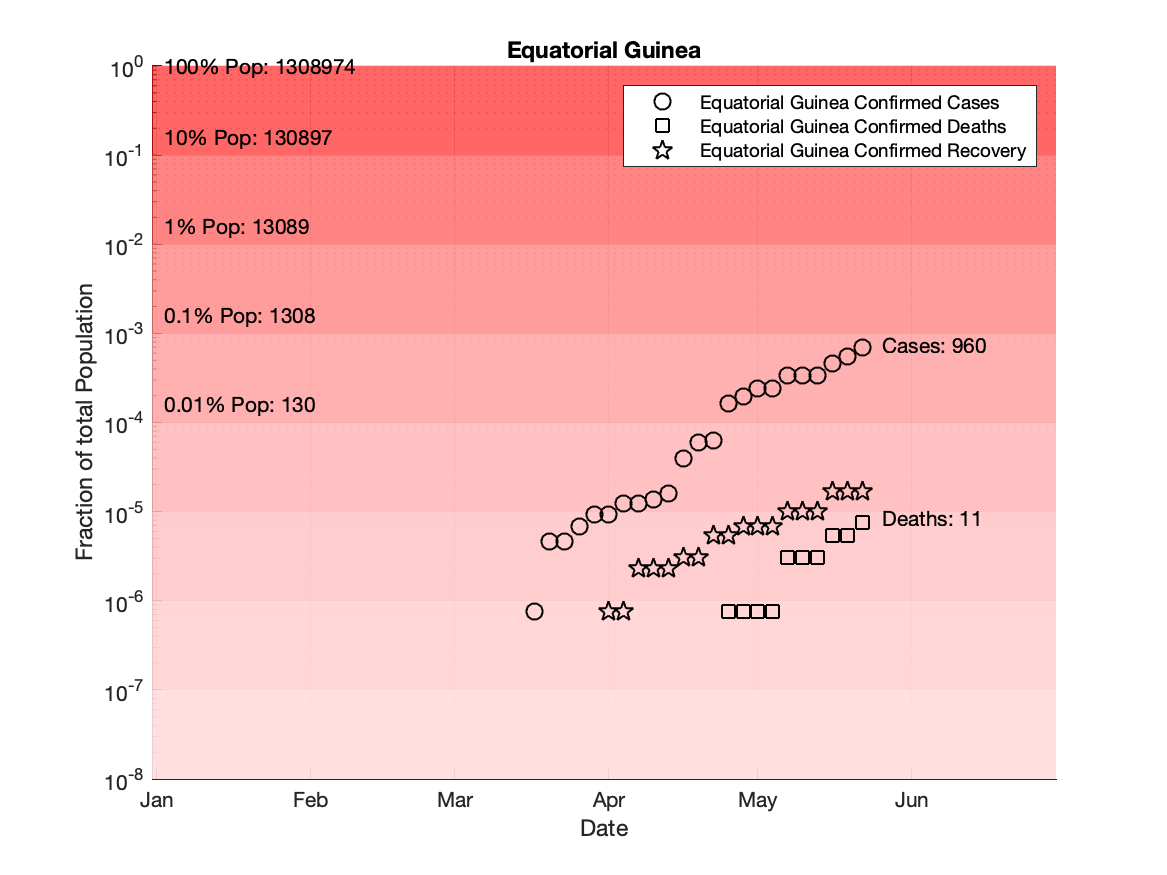 Equatorial Guinea
10^0
100% Pop: 1308974
Equatorial Guinea Confirmed Cases
Equatorial Guinea Confirmed Deaths
Equatorial Guinea Confirmed Recovery
10% Pop: 130897
10^-1
1% Pop: 13089
10^-2
0.1% Pop: 1308
10^-3
Cases: 960
0.01% Pop: 130
10^-4
10^-5
Deaths: 11
10^-6
10^-7
10^-8
Fraction of total Population
Jan Feb Mar Apr May Jun
Date